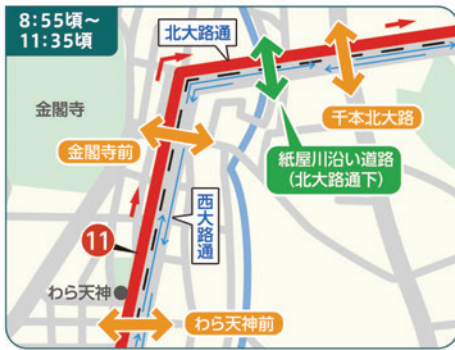 8:55頃～
11:35頃
北大路通
金閣寺
千本北大路
金閣寺前
紙屋川沿い道路
(北大路通下)
西大路通
11
わら天神
わら天神前